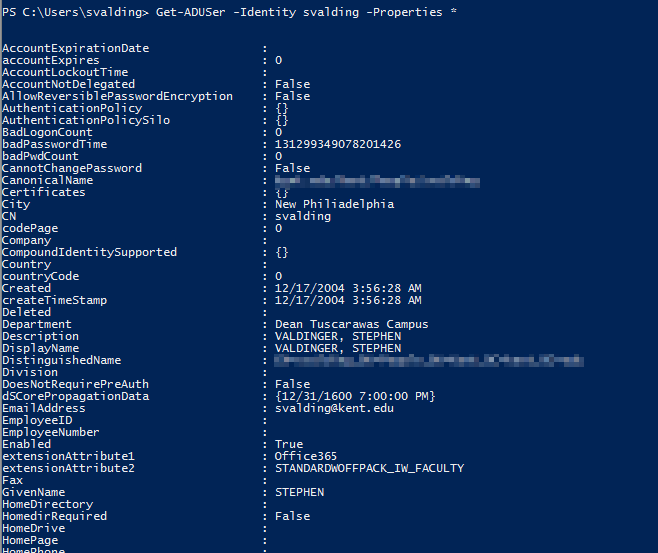 PS C:\Users\svalding> Get-ADUSer -Identity svalding -Properties *
AccountExpirationDate :
accountExpires : 0
AccountLockoutTime :
AccountNotDelegated : False
AllowReversiblePasswordEncryption : False
AuthenticationPolicy : {}
AuthenticationPolicySilo : {}
BadLogonCount : 0
badPasswordTime : 131299349078201426
badPwdCount : 0
CannotChangePassword : False
CanonicalName :
Certificates : {}
City : New Philiadelphia
CN : svalding
codePage : 0
Company :
CompoundIdentitySupported : {}
Country :
countryCode : 0
Created : 12/17/2004 3:56:28 AM
createTimeStamp : 12/17/2004 3:56:28 AM
Deleted :
Department : Dean Tuscarawas Campus
Description : VALDINGER, STEPHEN
DisplayName : VALDINGER, STEPHEN
DistinguishedName :
Division :
DoesNotRequirePreAuth : False
dSCorePropagationData : {12/31/1600 7:00:00 PM}
EmailAddress : svalding@kent.edu
EmployeeID :
EmployeeNumber :
Enabled : True
extensionAttribute1 : Office365
extensionAttribute2 : STANDARDWOFFPACK_IW_FACULTY
Fax :
GivenName : STEPHEN
HomeDirectory :
HomedirRequired : False
HomeDrive :
HomePage :
HomePhone :